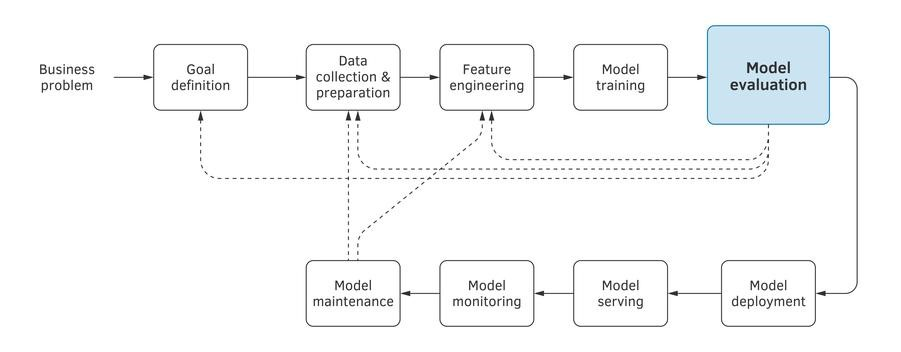 Business
problem
Goal
definition
Data
collection &
preparation
Feature
engineering
Model
training
Model
evaluation
Model
maintenance
Model
monitoring
Model
serving
Model
deployment